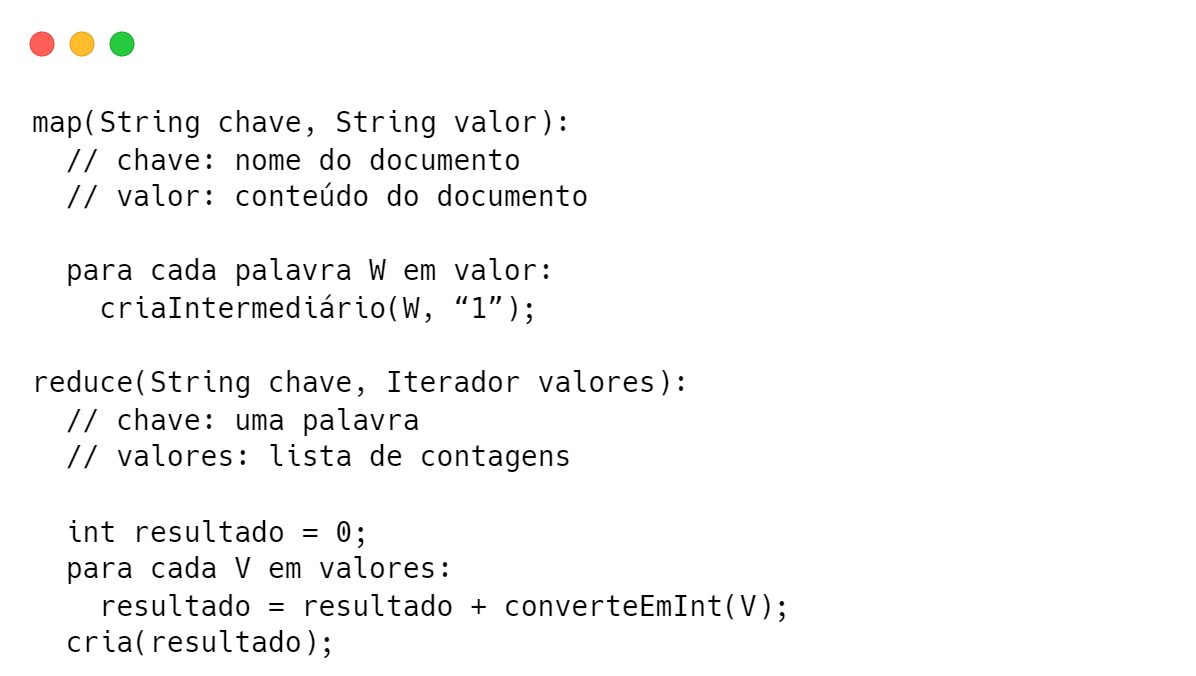 map(String chave, String valor):
// chave: nome do documento
// valor: conteúdo do documento
para cada palavra W em valor:
criaIntermediário(W, “1”);
reduce(String chave, Iterador valores):
// chave: uma palavra
// valores: lista de contagens
int resultado = 0;
para cada V em valores:
resultado = resultado + converteEmInt(V);
cria(resultado);